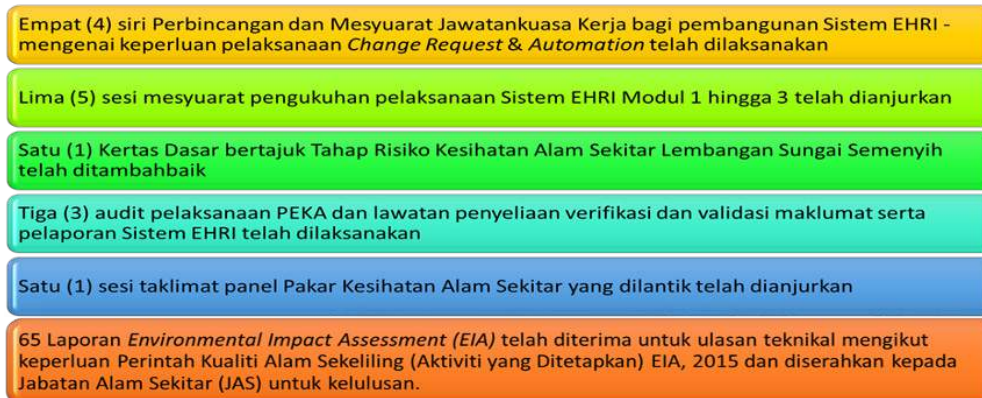 Empat (4) siri Perbincangan dan Mesyuarat Jawatankuasa Kerja bagi pembangunan Sistem EHRI -
mengenai keperluan pelaksanaan Change Request & Automation telah dilaksanakan
Lima (5) sesi mesyuarat pengukuhan pelaksanaan Sistem EHRI Modul 1 hingga 3 telah dianjurkan
Satu (1) Kertas Dasar bertajuk Tahap Risiko Kesihatan Alam Sekitar Lembangan Sungai Semenyih
telah ditambahbaik
Tiga (3) audit pelaksanaan PEKA dan lawatan penyeliaan verifikasi dan validasi maklumat serta
pelaporan Sistem EHRI telah dilaksanakan
Satu (1) sesi taklimat panel Pakar Kesihatan Alam Sekitar yang dilantik telah dianjurkan
65 Laporan Environmental Impact Assessment (EIA) telah diterima untuk ulasan teknikal mengikut
keperluan Perintah Kualiti Alam Sekeliling (Aktiviti yang Ditetapkan) EIA, 2015 dan diserahkan kepada
Jabatan Alam Sekitar (JAS) untuk kelulusan.